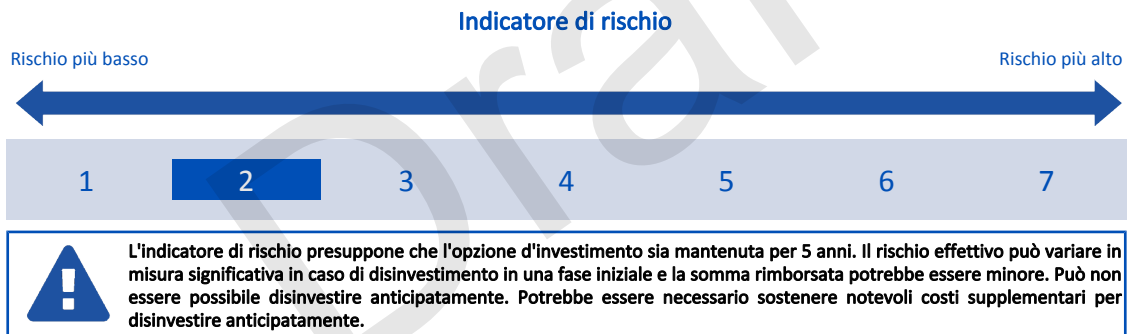 Indicatore di rischio
Rischio più basso
Rischio più alto
1 2 3 4 5 6 7
L'indicatore di rischio presuppone che l'opzione d'investimento sia mantenuta per 5 anni. Il rischio effettivo può variare in
misura significativa in caso di disinvestimento in una fase iniziale e la somma rimborsata potrebbe essere minore. Può non
essere possibile disinvestire anticipatamente. Potrebbe essere necessario sostenere notevoli costi supplementari per
disinvestire anticipatamente.